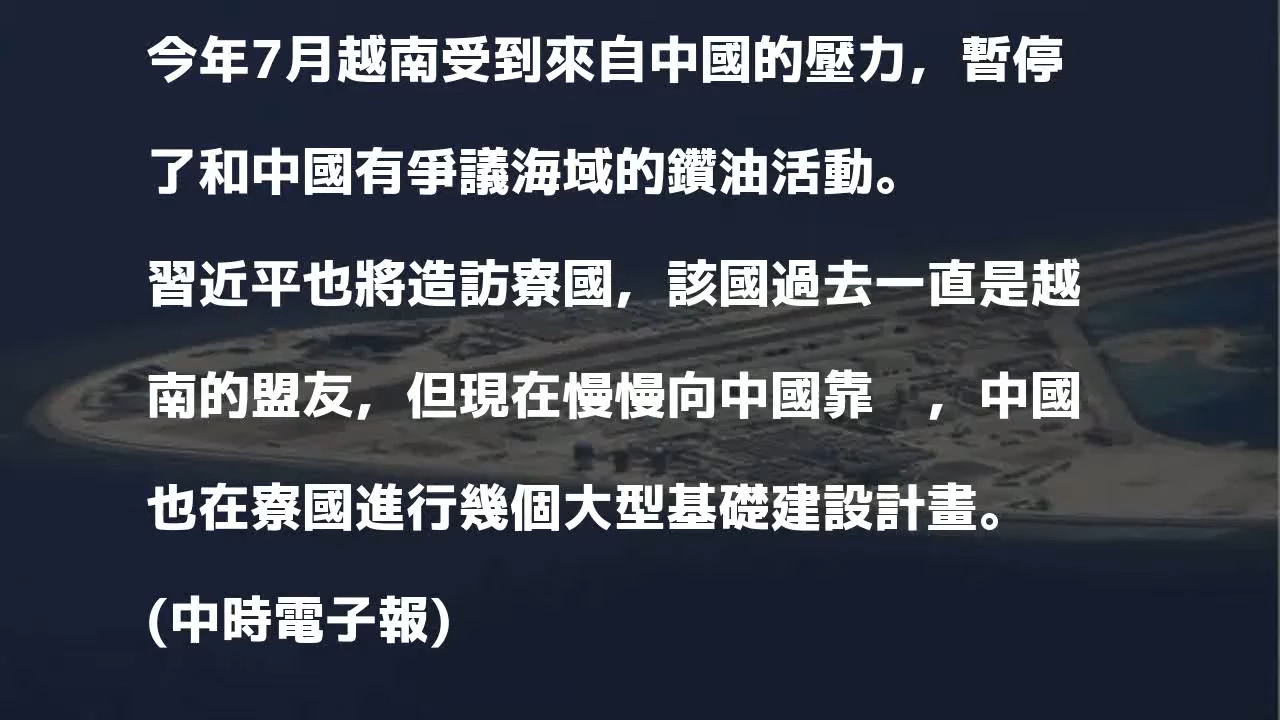 今年7月越南受到來自中國的壓力，暫停
了和中國有爭議海域的鑽油活動。
習近平也將造訪寮國，該國過去一直是越
南的盟友，但現在慢慢向中國靠　，中國
也在寮國進行幾個大型基礎建設計畫。
(中時電子報)